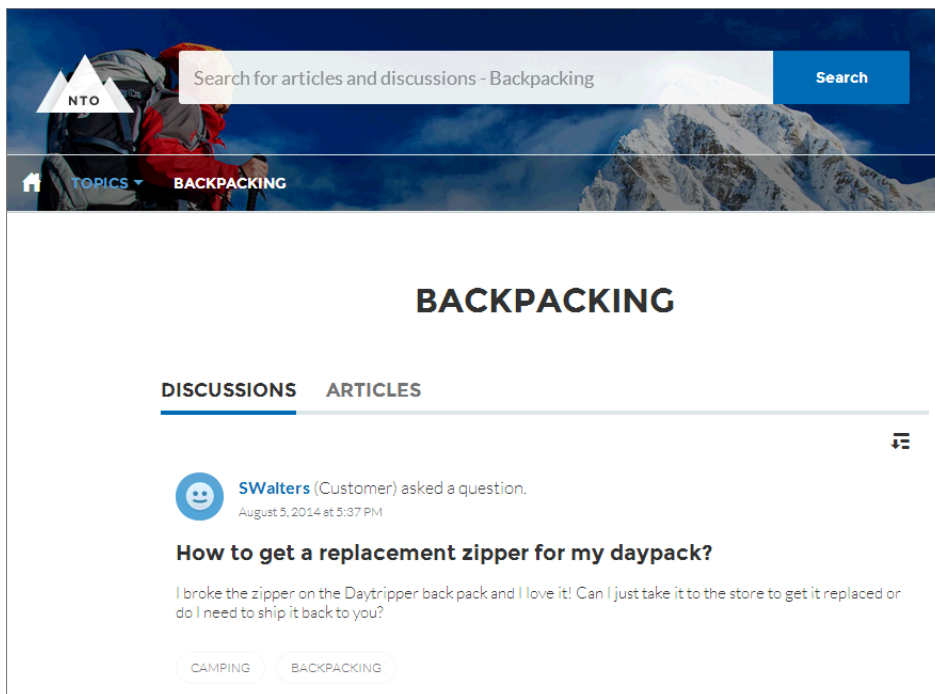 Search for articles and discussions - Backpacking
Search
NTO
TOPICS
BACKPACKING
BACKPACKING
DISCUSSIONS
ARTICLES
SWalters (Customer) asked a question.
August 5, 2014 at 5:37 PM
How to get a replacement zipper for my daypack?
I broke the zipper on the Daytripper back pack and I love it! Can I just take it to the store to get it replaced or
do I need to ship it back to you?
CAMPING
BACKPACKING